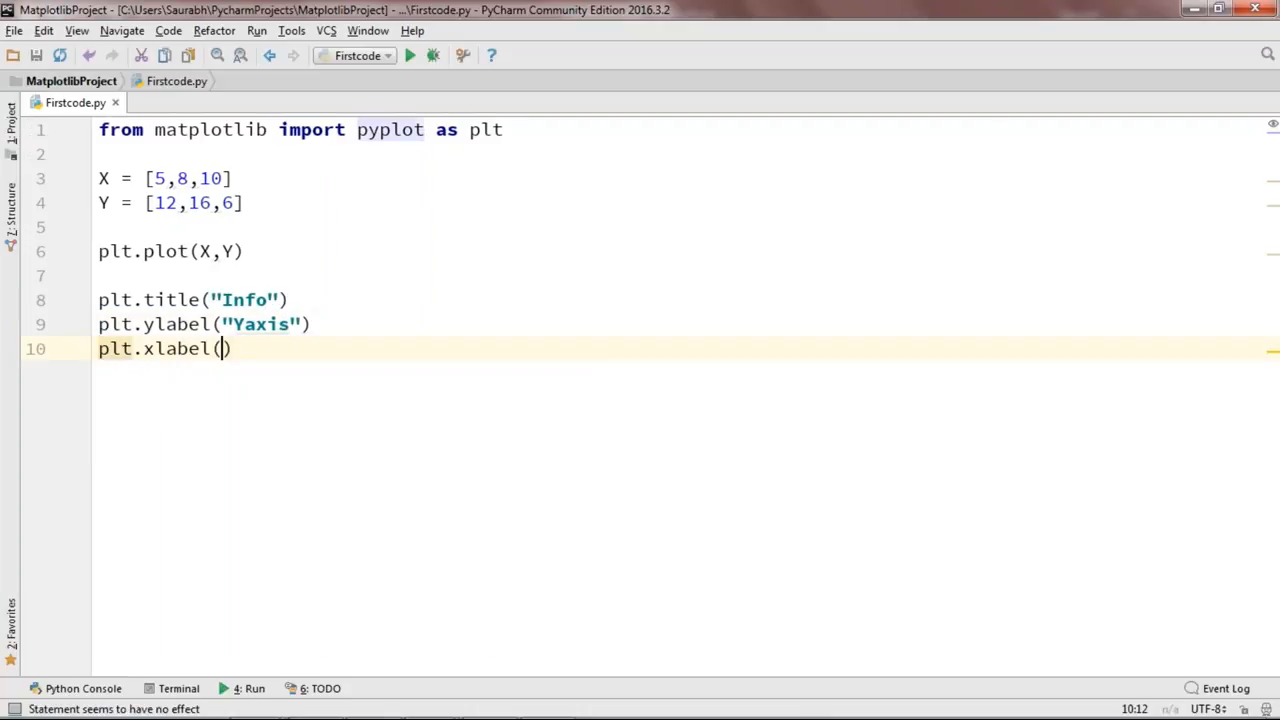 MatplotlibProject - [C:\Users\Saurabh\PycharmProjects\MatplotlibProject] - ...\Firstcode.py - PyCharm Community Edition 2016.3.2
File Edit View Navigate Code Refactor Run Tools VCS Window Help
Firstcode
MatplotlibProject Firstcode.py
Firstcode.py
1: Project
Z: Structure
2: Favorites
1 from matplotlib import pyplot as plt
2
3 X = [5,8,10]
4 Y = [12,16,6]
5
6 plt.plot(X,Y)
7
8 plt.title("Info")
9 plt.ylabel("Yaxis")
10 plt.xlabel()
Python Console Terminal 4: Run 6: TODO Event Log
Statement seems to have no effect 10:12 n/a UTF-8